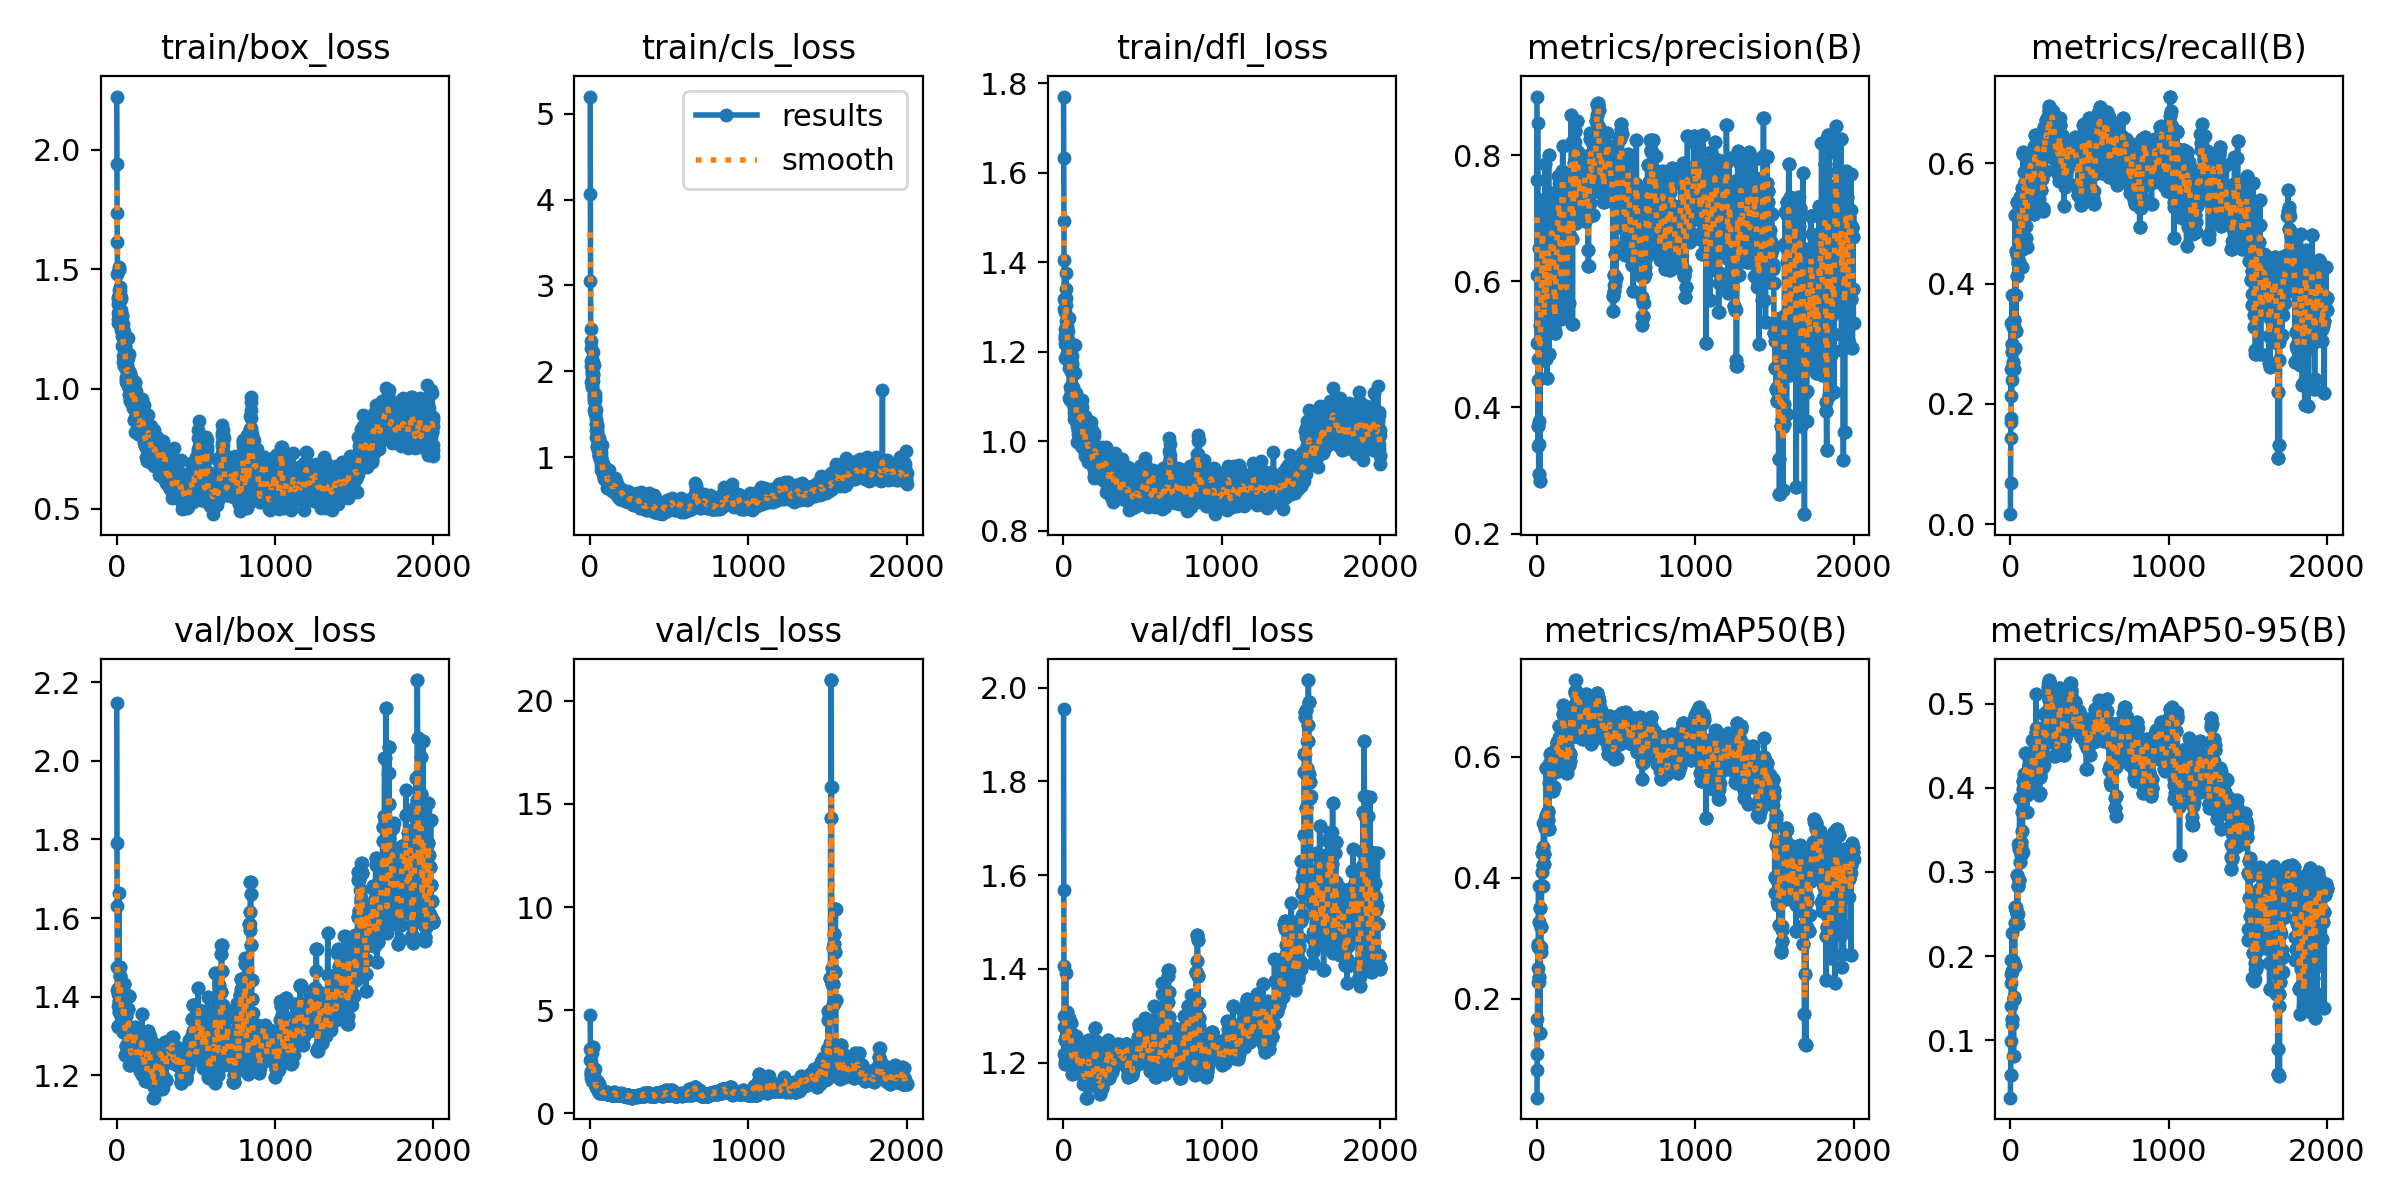 train/box_loss
2.0
1.5
1.0
0.5
0 1000 2000
train/cls_loss
results
smooth
5
4
3
2
1
0 1000 2000
train/dfl_loss
1.8
1.6
1.4
1.2
1.0
0.8
0 1000 2000
metrics/precision(B)
0.8
0.6
0.4
0.2
0 1000 2000
metrics/recall(B)
0.6
0.4
0.2
0.0
0 1000 2000
val/box_loss
2.2
2.0
1.8
1.6
1.4
1.2
0 1000 2000
val/cls_loss
20
15
10
5
0
0 1000 2000
val/dfl_loss
2.0
1.8
1.6
1.4
1.2
0 1000 2000
metrics/mAP50(B)
0.6
0.4
0.2
0 1000 2000
metrics/mAP50-95(B)
0.5
0.4
0.3
0.2
0.1
0 1000 2000